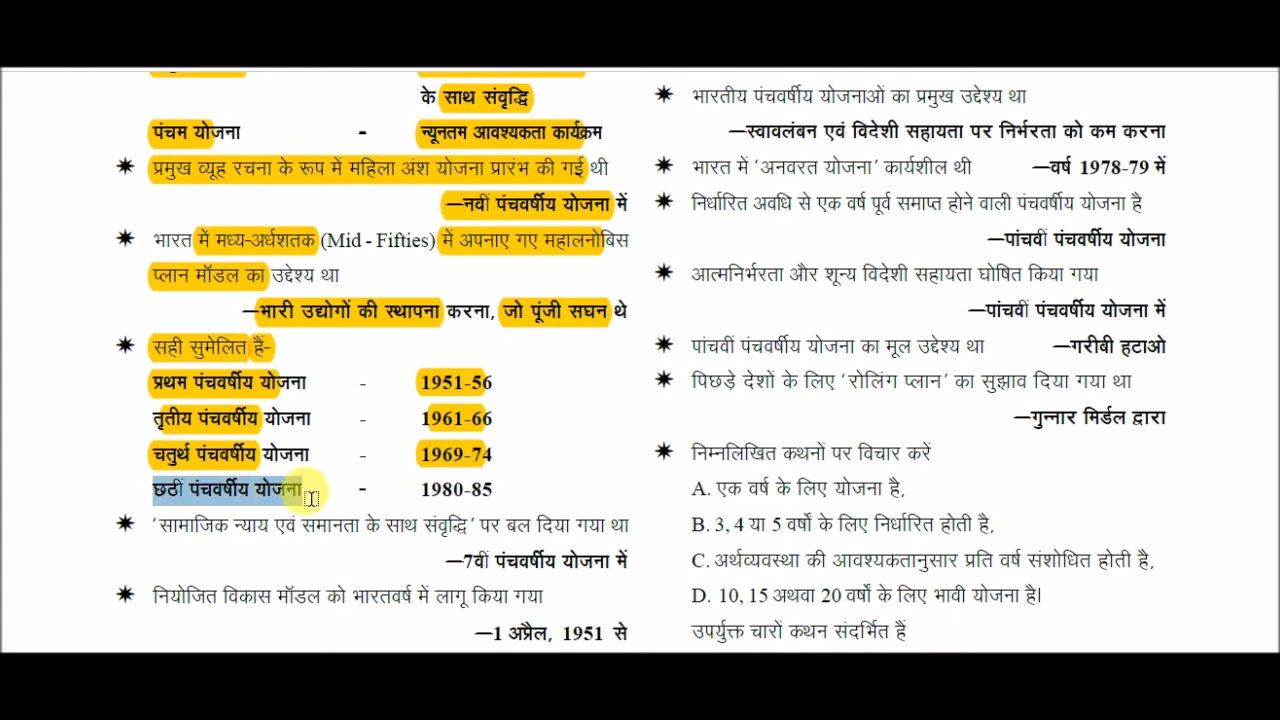 के साथ संवृद्धि
पंचम योजना - न्यूनतम आवश्यकता कार्यक्रम
✷ प्रमुख व्यूह रचना के रूप में महिला अंश योजना प्रारंभ की गई थी
—नवीं पंचवर्षीय योजना में
✷ भारत में मध्य-अर्धशतक (Mid - Fifties) में अपनाए गए महालनोबिस
प्लान मॉडल का उद्देश्य था
—भारी उद्योगों की स्थापना करना, जो पूंजी सघन थे
✷ सही सुमेलित हैं-
प्रथम पंचवर्षीय योजना - 1951-56
तृतीय पंचवर्षीय योजना - 1961-66
चतुर्थ पंचवर्षीय योजना - 1969-74
छठीं पंचवर्षीय योजना - 1980-85
✷ 'सामाजिक न्याय एवं समानता के साथ संवृद्धि' पर बल दिया गया था
—7वीं पंचवर्षीय योजना में
✷ नियोजित विकास मॉडल को भारतवर्ष में लागू किया गया
—1 अप्रैल, 1951 से
✷ भारतीय पंचवर्षीय योजनाओं का प्रमुख उद्देश्य था
—स्वावलंबन एवं विदेशी सहायता पर निर्भरता को कम करना
✷ भारत में 'अनवरत योजना' कार्यशील थी —वर्ष 1978-79 में
✷ निर्धारित अवधि से एक वर्ष पूर्व समाप्त होने वाली पंचवर्षीय योजना है
—पांचवीं पंचवर्षीय योजना
✷ आत्मनिर्भरता और शून्य विदेशी सहायता घोषित किया गया
—पांचवीं पंचवर्षीय योजना में
✷ पांचवीं पंचवर्षीय योजना का मूल उद्देश्य था —गरीबी हटाओ
✷ पिछड़े देशों के लिए 'रोलिंग प्लान' का सुझाव दिया गया था
—गुन्नार मिर्डल द्वारा
✷ निम्नलिखित कथनों पर विचार करें
A. एक वर्ष के लिए योजना है,
B. 3, 4 या 5 वर्षों के लिए निर्धारित होती है,
C. अर्थव्यवस्था की आवश्यकतानुसार प्रति वर्ष संशोधित होती है,
D. 10, 15 अथवा 20 वर्षों के लिए भावी योजना है।
उपर्युक्त चारों कथन संदर्भित हैं